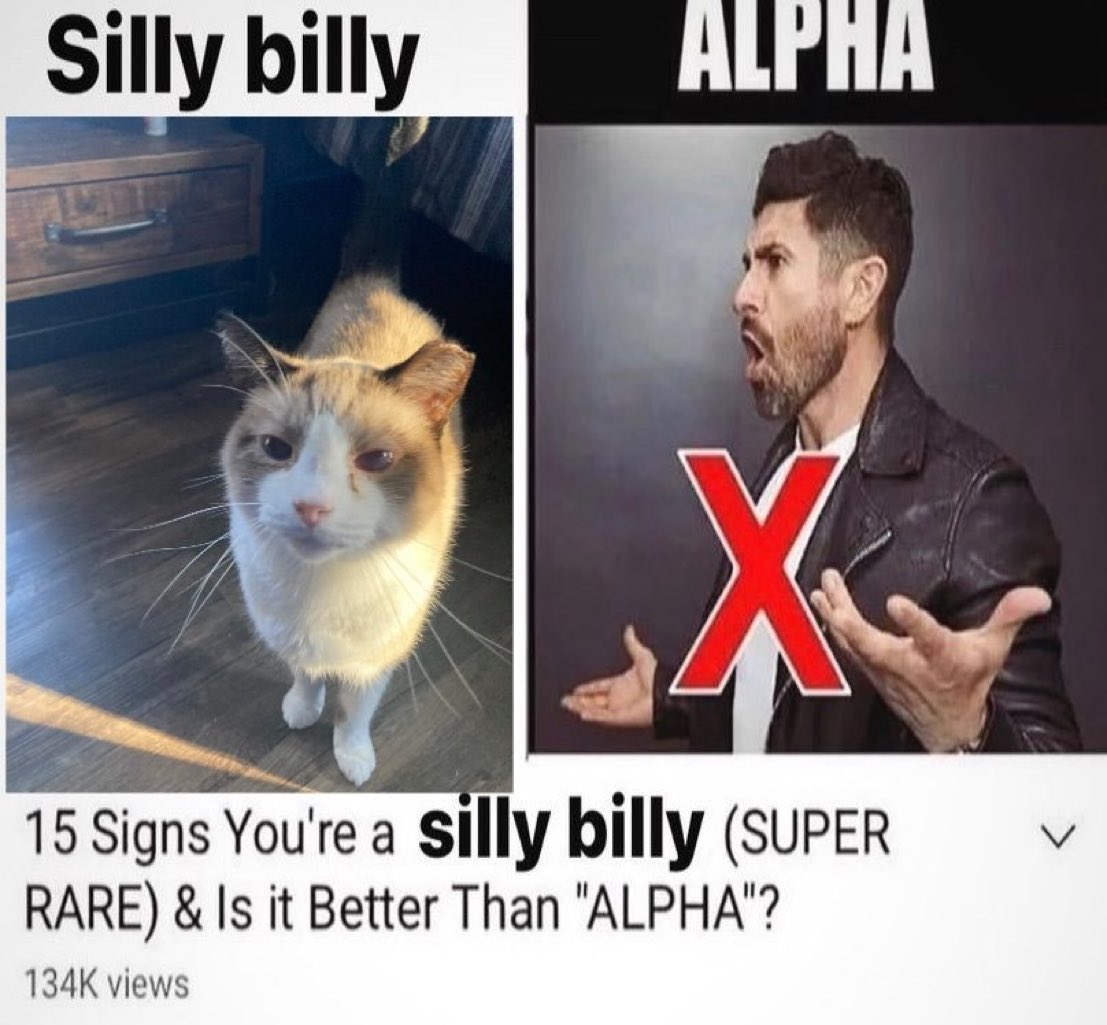 Silly billy
ALPHA
X
15 Signs You're a silly billy (SUPER
RARE) & Is it Better Than "ALPHA"?
134K views